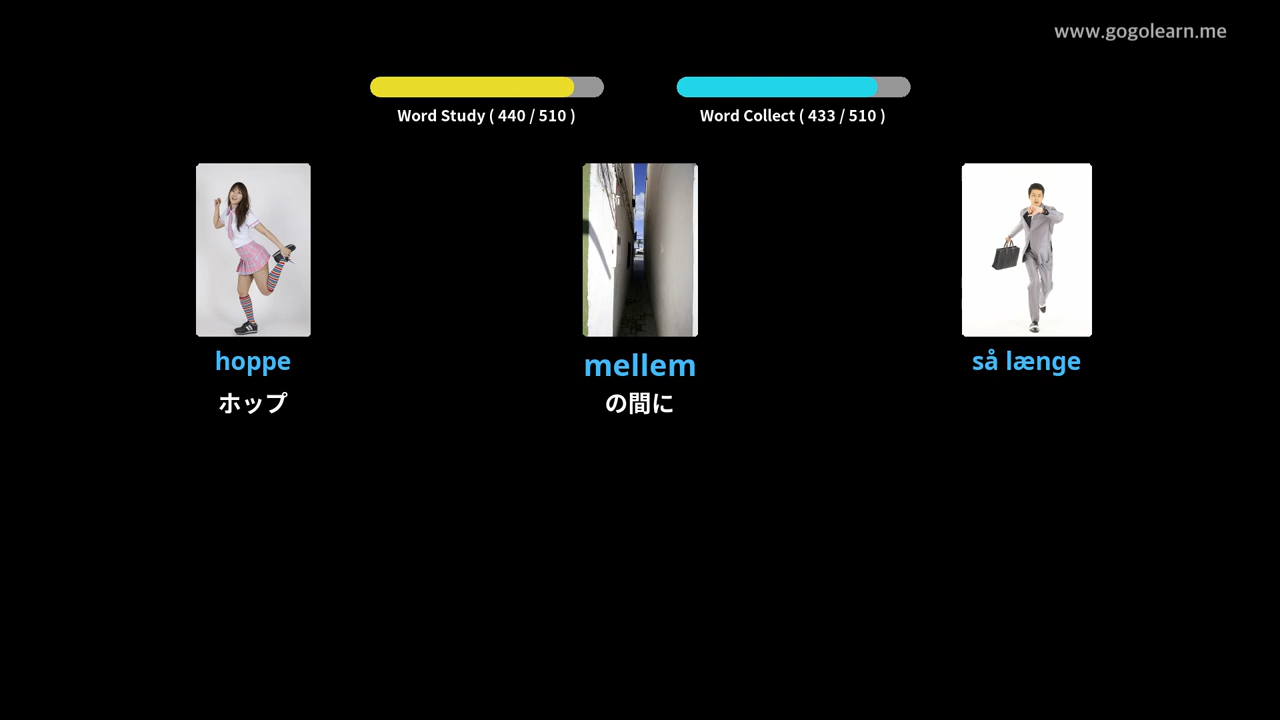 www.gogolearn.me
Word Study ( 440 / 510 )
Word Collect ( 433 / 510 )
hoppe
mellem
så længe
ホップ
の間に